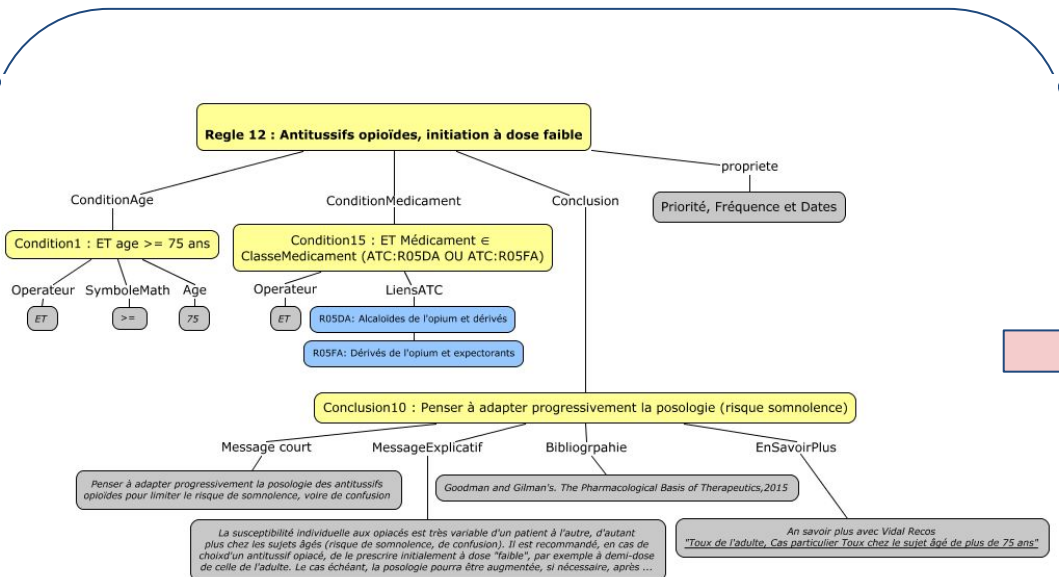 Regle 12 : Antitussifs opioïdes, initiation à dose faible
propriete
ConditionAge
ConditionMedicament
Conclusion
Priorité, Fréquence et Dates
Condition1 : ET age >= 75 ans
Condition15 : ET Médicament ∈
ClasseMedicament (ATC:R05DA OU ATC:R05FA)
Operateur
SymboleMath
Age
Operateur
LiensATC
ET
>=
75
ET
R05DA: Alcaloïdes de l'opium et dérivés
R05FA: Dérivés de l'opium et expectorants
Conclusion10 : Penser à adapter progressivement la posologie (risque somnolence)
Message court
MessageExplicatif
Bibliogrpahie
EnSavoirPlus
Penser à adapter progressivement la posologie des antitussifs
opioïdes pour limiter le risque de somnolence, voire de confusion
Goodman and Gilman's. The Pharmacological Basis of Therapeutics,2015
La susceptibilité individuelle aux opiacés est très variable d'un patient à l'autre, d'autant
plus chez les sujets âgés (risque de somnolence, de confusion). Il est recommandé, en cas de
choixd'un antitussif opiacé, de le prescrire initialement à dose "faible", par exemple à demi-dose
de celle de l'adulte. Le cas échéant, la posologie pourra être augmentée, si nécessaire, après ...
An savoir plus avec Vidal Recos
"Toux de l'adulte, Cas particulier Toux chez le sujet âgé de plus de 75 ans"